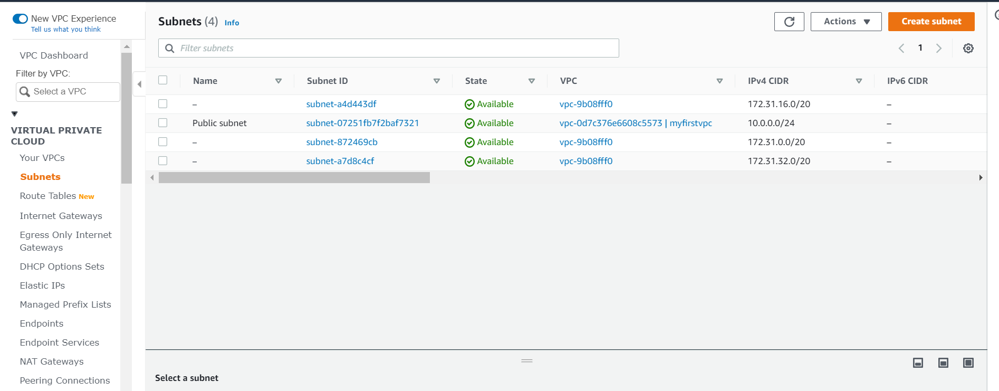 New VPC Experience
Tell us what you think
VPC Dashboard
Filter by VPC:
Select a VPC
VIRTUAL PRIVATE
CLOUD
Your VPCs
Subnets
Route Tables New
Internet Gateways
Egress Only Internet
Gateways
DHCP Options Sets
Elastic IPs
Managed Prefix Lists
Endpoints
Endpoint Services
NAT Gateways
Peering Connections
Subnets (4) Info
Actions
Create subnet
Filter subnets
1
Name Subnet ID State VPC IPv4 CIDR IPv6 CIDR
– subnet-a4d443df Available vpc-9b08fff0 172.31.16.0/20 –
Public subnet subnet-07251fb7f2baf7321 Available vpc-0d7c376e6608c5573 | myfirstvpc 10.0.0.0/24 –
– subnet-872469cb Available vpc-9b08fff0 172.31.0.0/20 –
– subnet-a7d8c4cf Available vpc-9b08fff0 172.31.32.0/20 –
Select a subnet